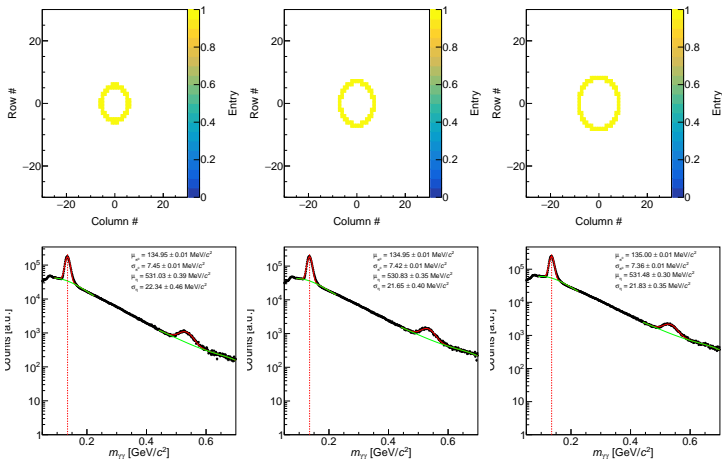 20
0
−20
Row #
−20 0 20
Column #
1
0.8
0.6
0.4
0.2
0
Entry
20
0
−20
Row #
−20 0 20
Column #
1
0.8
0.6
0.4
0.2
0
Entry
20
0
−20
Row #
−20 0 20
Column #
1
0.8
0.6
0.4
0.2
0
Entry
μπ⁰ = 134.95 ± 0.01 MeV/c²
σπ⁰ = 7.45 ± 0.01 MeV/c²
μη = 531.03 ± 0.39 MeV/c²
ση = 22.34 ± 0.46 MeV/c²
10⁵
10⁴
10³
10²
10
1
Counts [a.u.]
0.2 0.4 0.6
mγγ [GeV/c²]
μπ⁰ = 134.95 ± 0.01 MeV/c²
σπ⁰ = 7.42 ± 0.01 MeV/c²
μη = 530.83 ± 0.35 MeV/c²
ση = 21.65 ± 0.40 MeV/c²
10⁵
10⁴
10³
10²
10
1
Counts [a.u.]
0.2 0.4 0.6
mγγ [GeV/c²]
μπ⁰ = 135.00 ± 0.01 MeV/c²
σπ⁰ = 7.36 ± 0.01 MeV/c²
μη = 531.48 ± 0.30 MeV/c²
ση = 21.83 ± 0.35 MeV/c²
10⁵
10⁴
10³
10²
10
1
Counts [a.u.]
0.2 0.4 0.6
mγγ [GeV/c²]